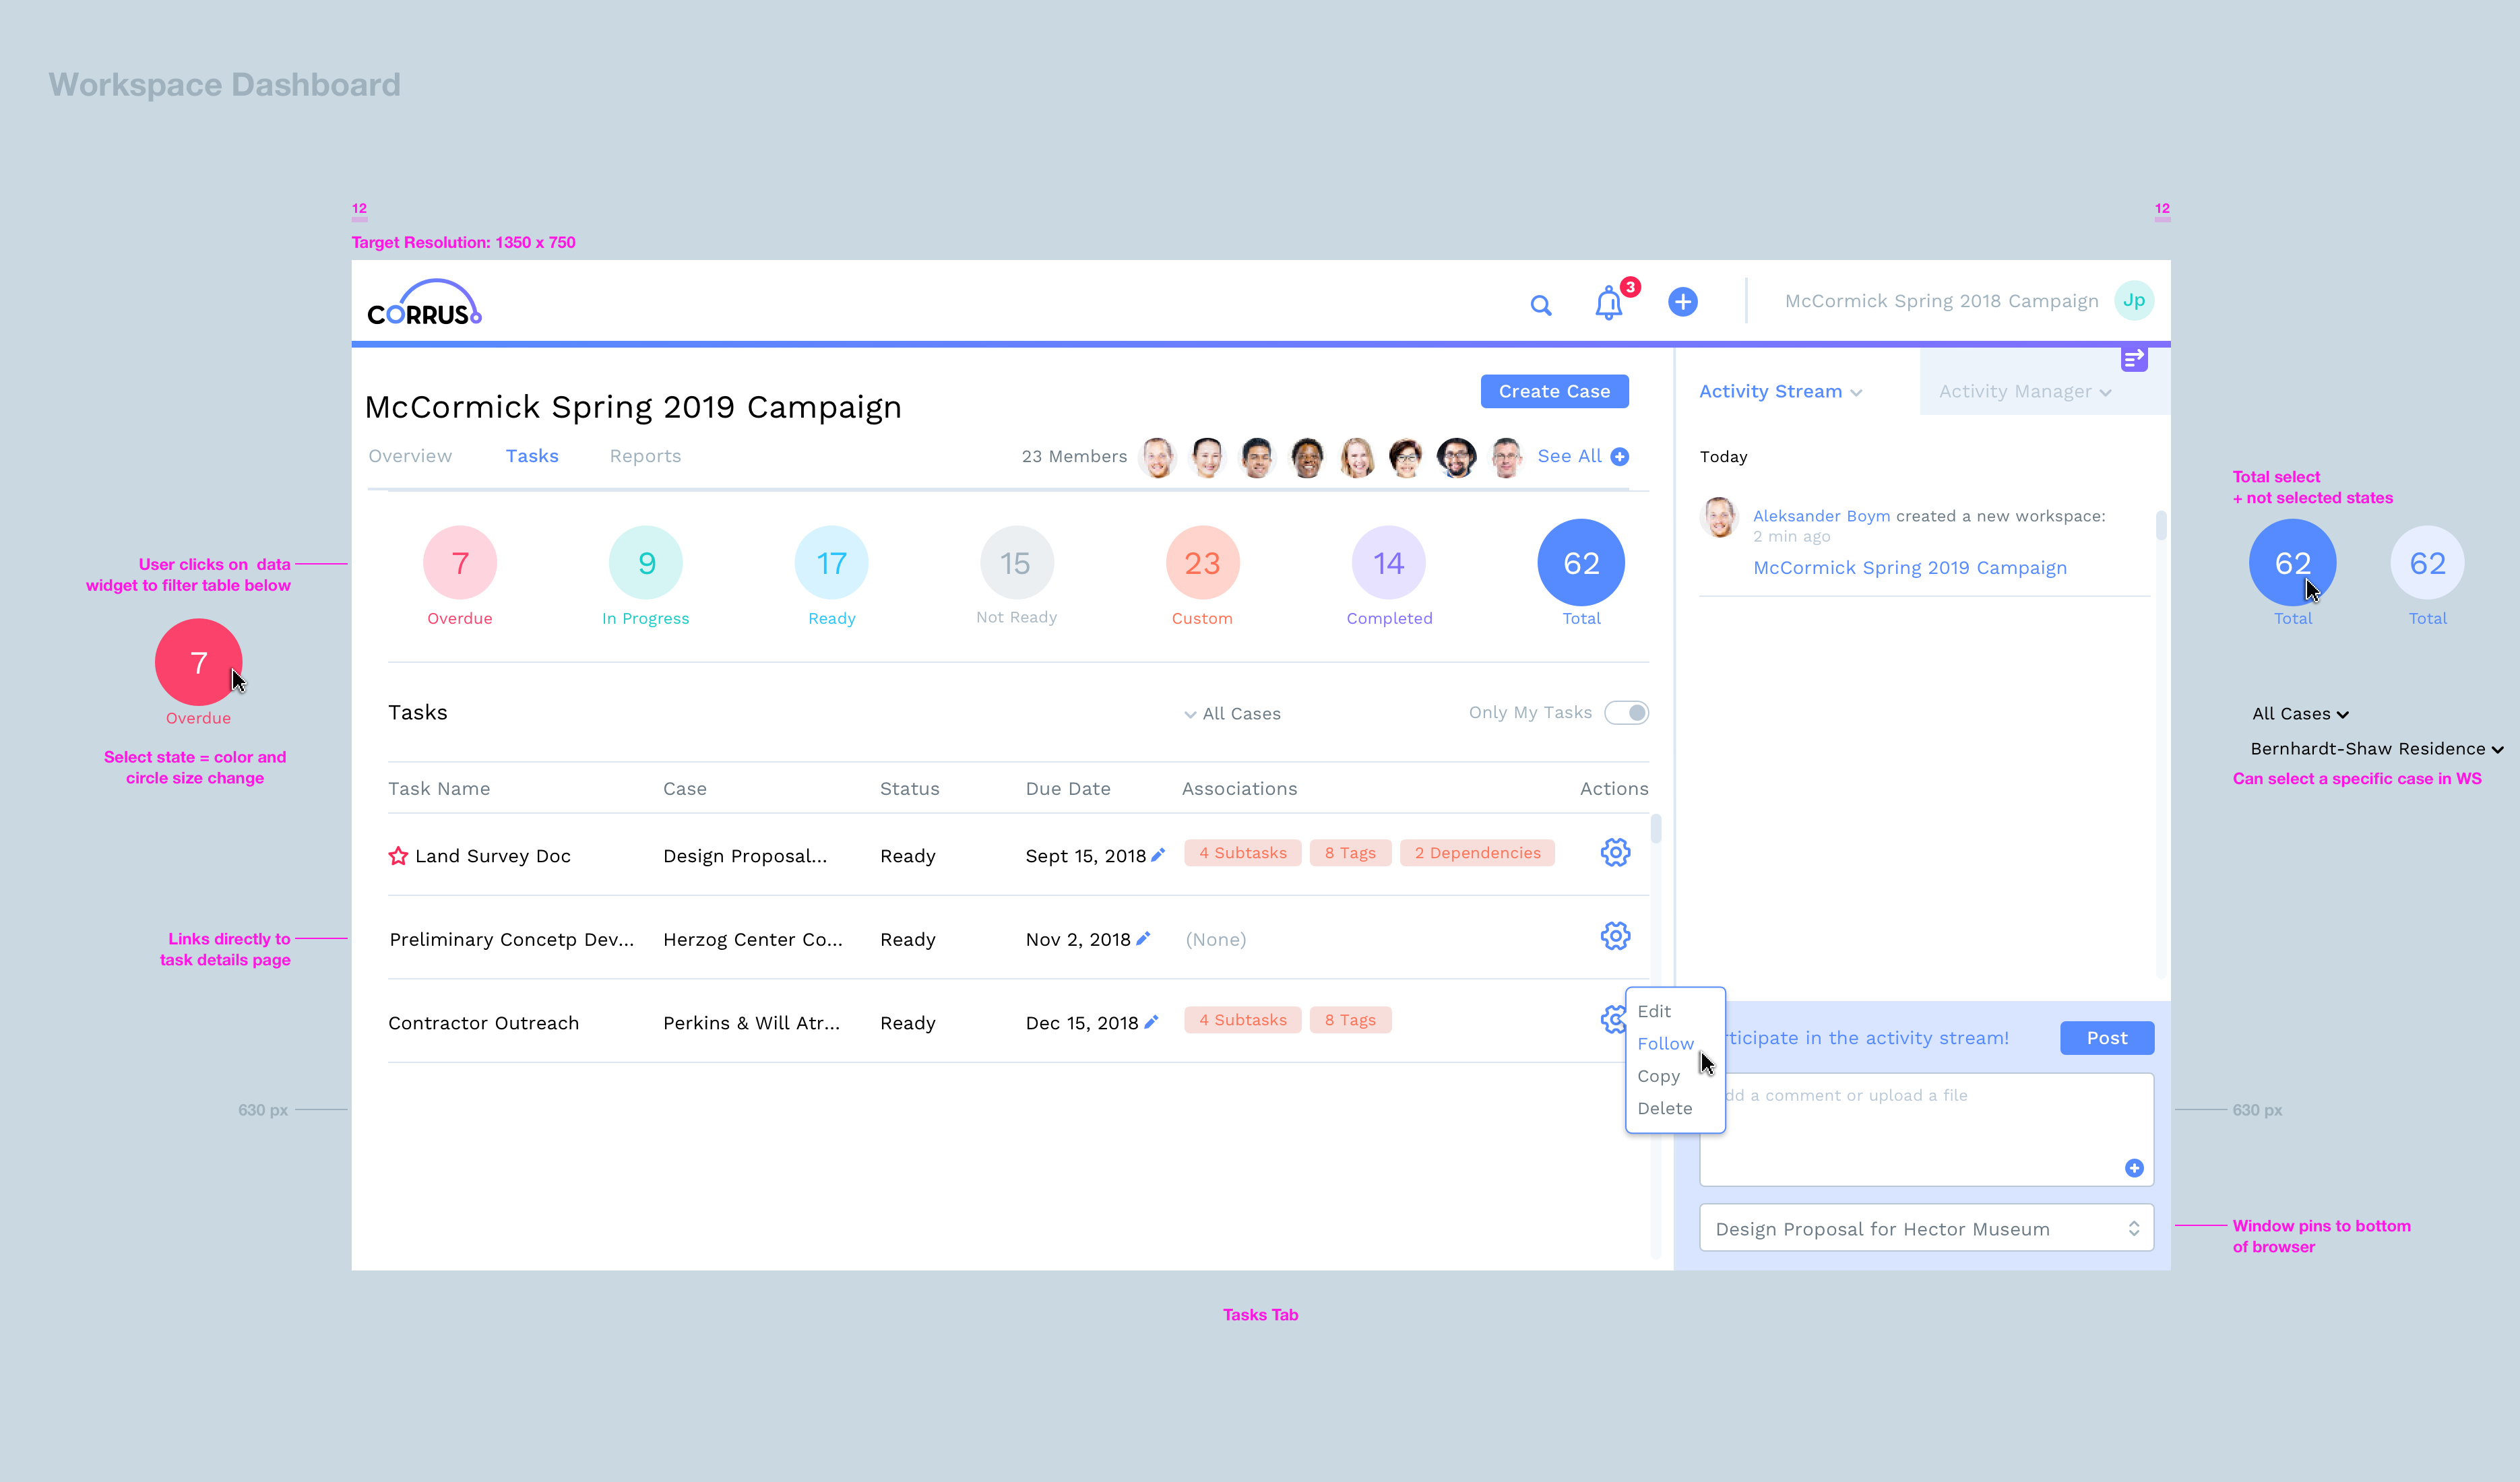 Workspace Dashboard
12
12
Target Resolution: 1350 x 750
CORRUS
3
McCormick Spring 2018 Campaign
Jp
McCormick Spring 2019 Campaign
Create Case
Overview
Tasks
Reports
23 Members
See All
Activity Stream
Activity Manager
Today
Aleksander Boym created a new workspace:
2 min ago
McCormick Spring 2019 Campaign
7
Overdue
9
In Progress
17
Ready
15
Not Ready
23
Custom
14
Completed
62
Total
User clicks on data
widget to filter table below
7
Overdue
Select state = color and
circle size change
Total select
+ not selected states
62
Total
62
Total
All Cases
Bernhardt-Shaw Residence
Can select a specific case in WS
Tasks
All Cases
Only My Tasks
Task Name Case Status Due Date Associations Actions
Land Survey Doc Design Proposal... Ready Sept 15, 2018 4 Subtasks 8 Tags 2 Dependencies
Preliminary Concetp Dev... Herzog Center Co... Ready Nov 2, 2018 (None)
Contractor Outreach Perkins & Will Atr... Ready Dec 15, 2018 4 Subtasks 8 Tags
Links directly to
task details page
Edit
Follow
Copy
Delete
rticipate in the activity stream!
Post
dd a comment or upload a file
Design Proposal for Hector Museum
630 px
630 px
Window pins to bottom
of browser
Tasks Tab